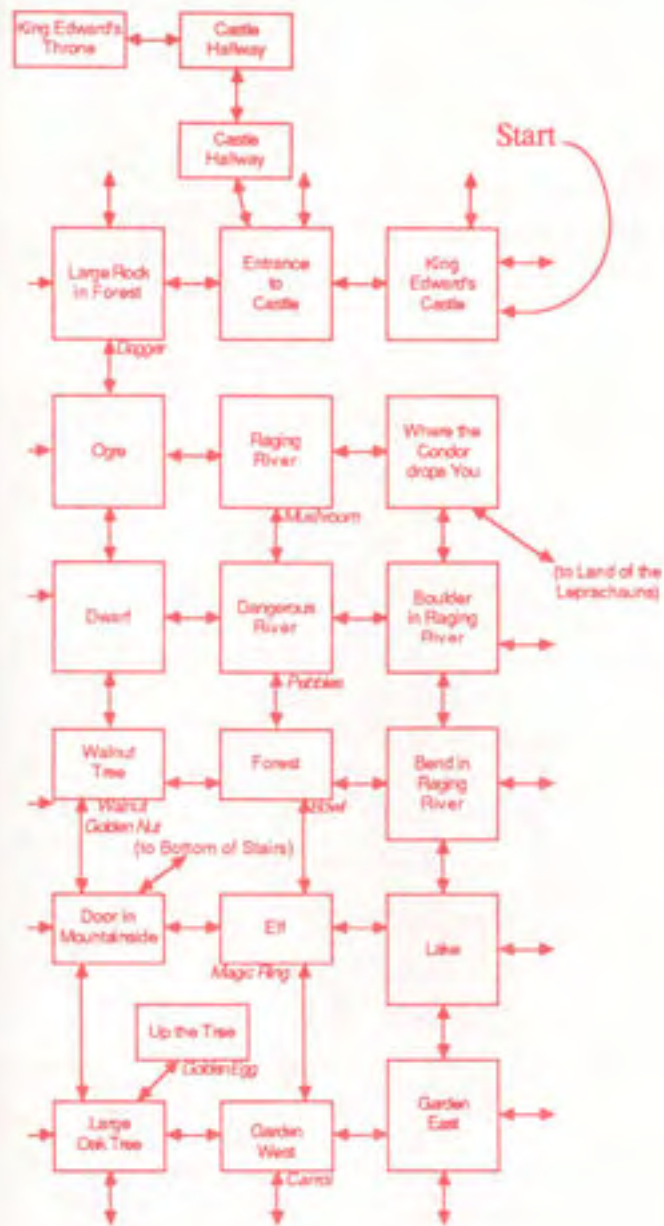 King Edward's
Throne
Castle
Hallway
Castle
Hallway
Start
Large Rock
in Forest
Entrance
to
Castle
King
Edward's
Castle
Dagger
Ogre
Raging
River
Where the
Condor
drops You
Mushroom
(to Land of the
Leprechauns)
Dwarf
Dangerous
River
Boulder
in Raging
River
Pebbles
Walnut
Tree
Forest
Bend in
Raging
River
Walnut
Golden Nut
Bowl
(to Bottom of Stairs)
Door in
Mountainside
Elf
Lake
Magic Ring
Up the Tree
Golden Egg
Large
Oak Tree
Garden
West
Garden
East
Carrot